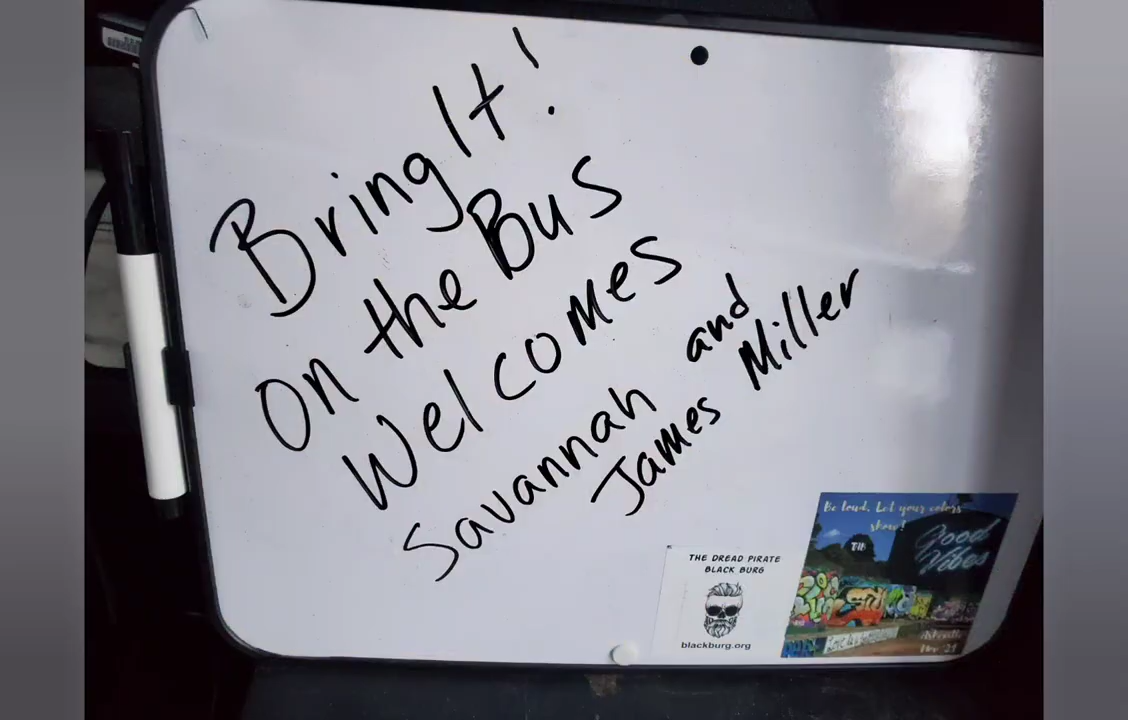 Bring It!
On the Bus
Welcomes
Savannah and
James Miller
THE DREAD PIRATE
BLACK BURG
blackburg.org
Be loud. Let your colors
show!
Good
Vibes